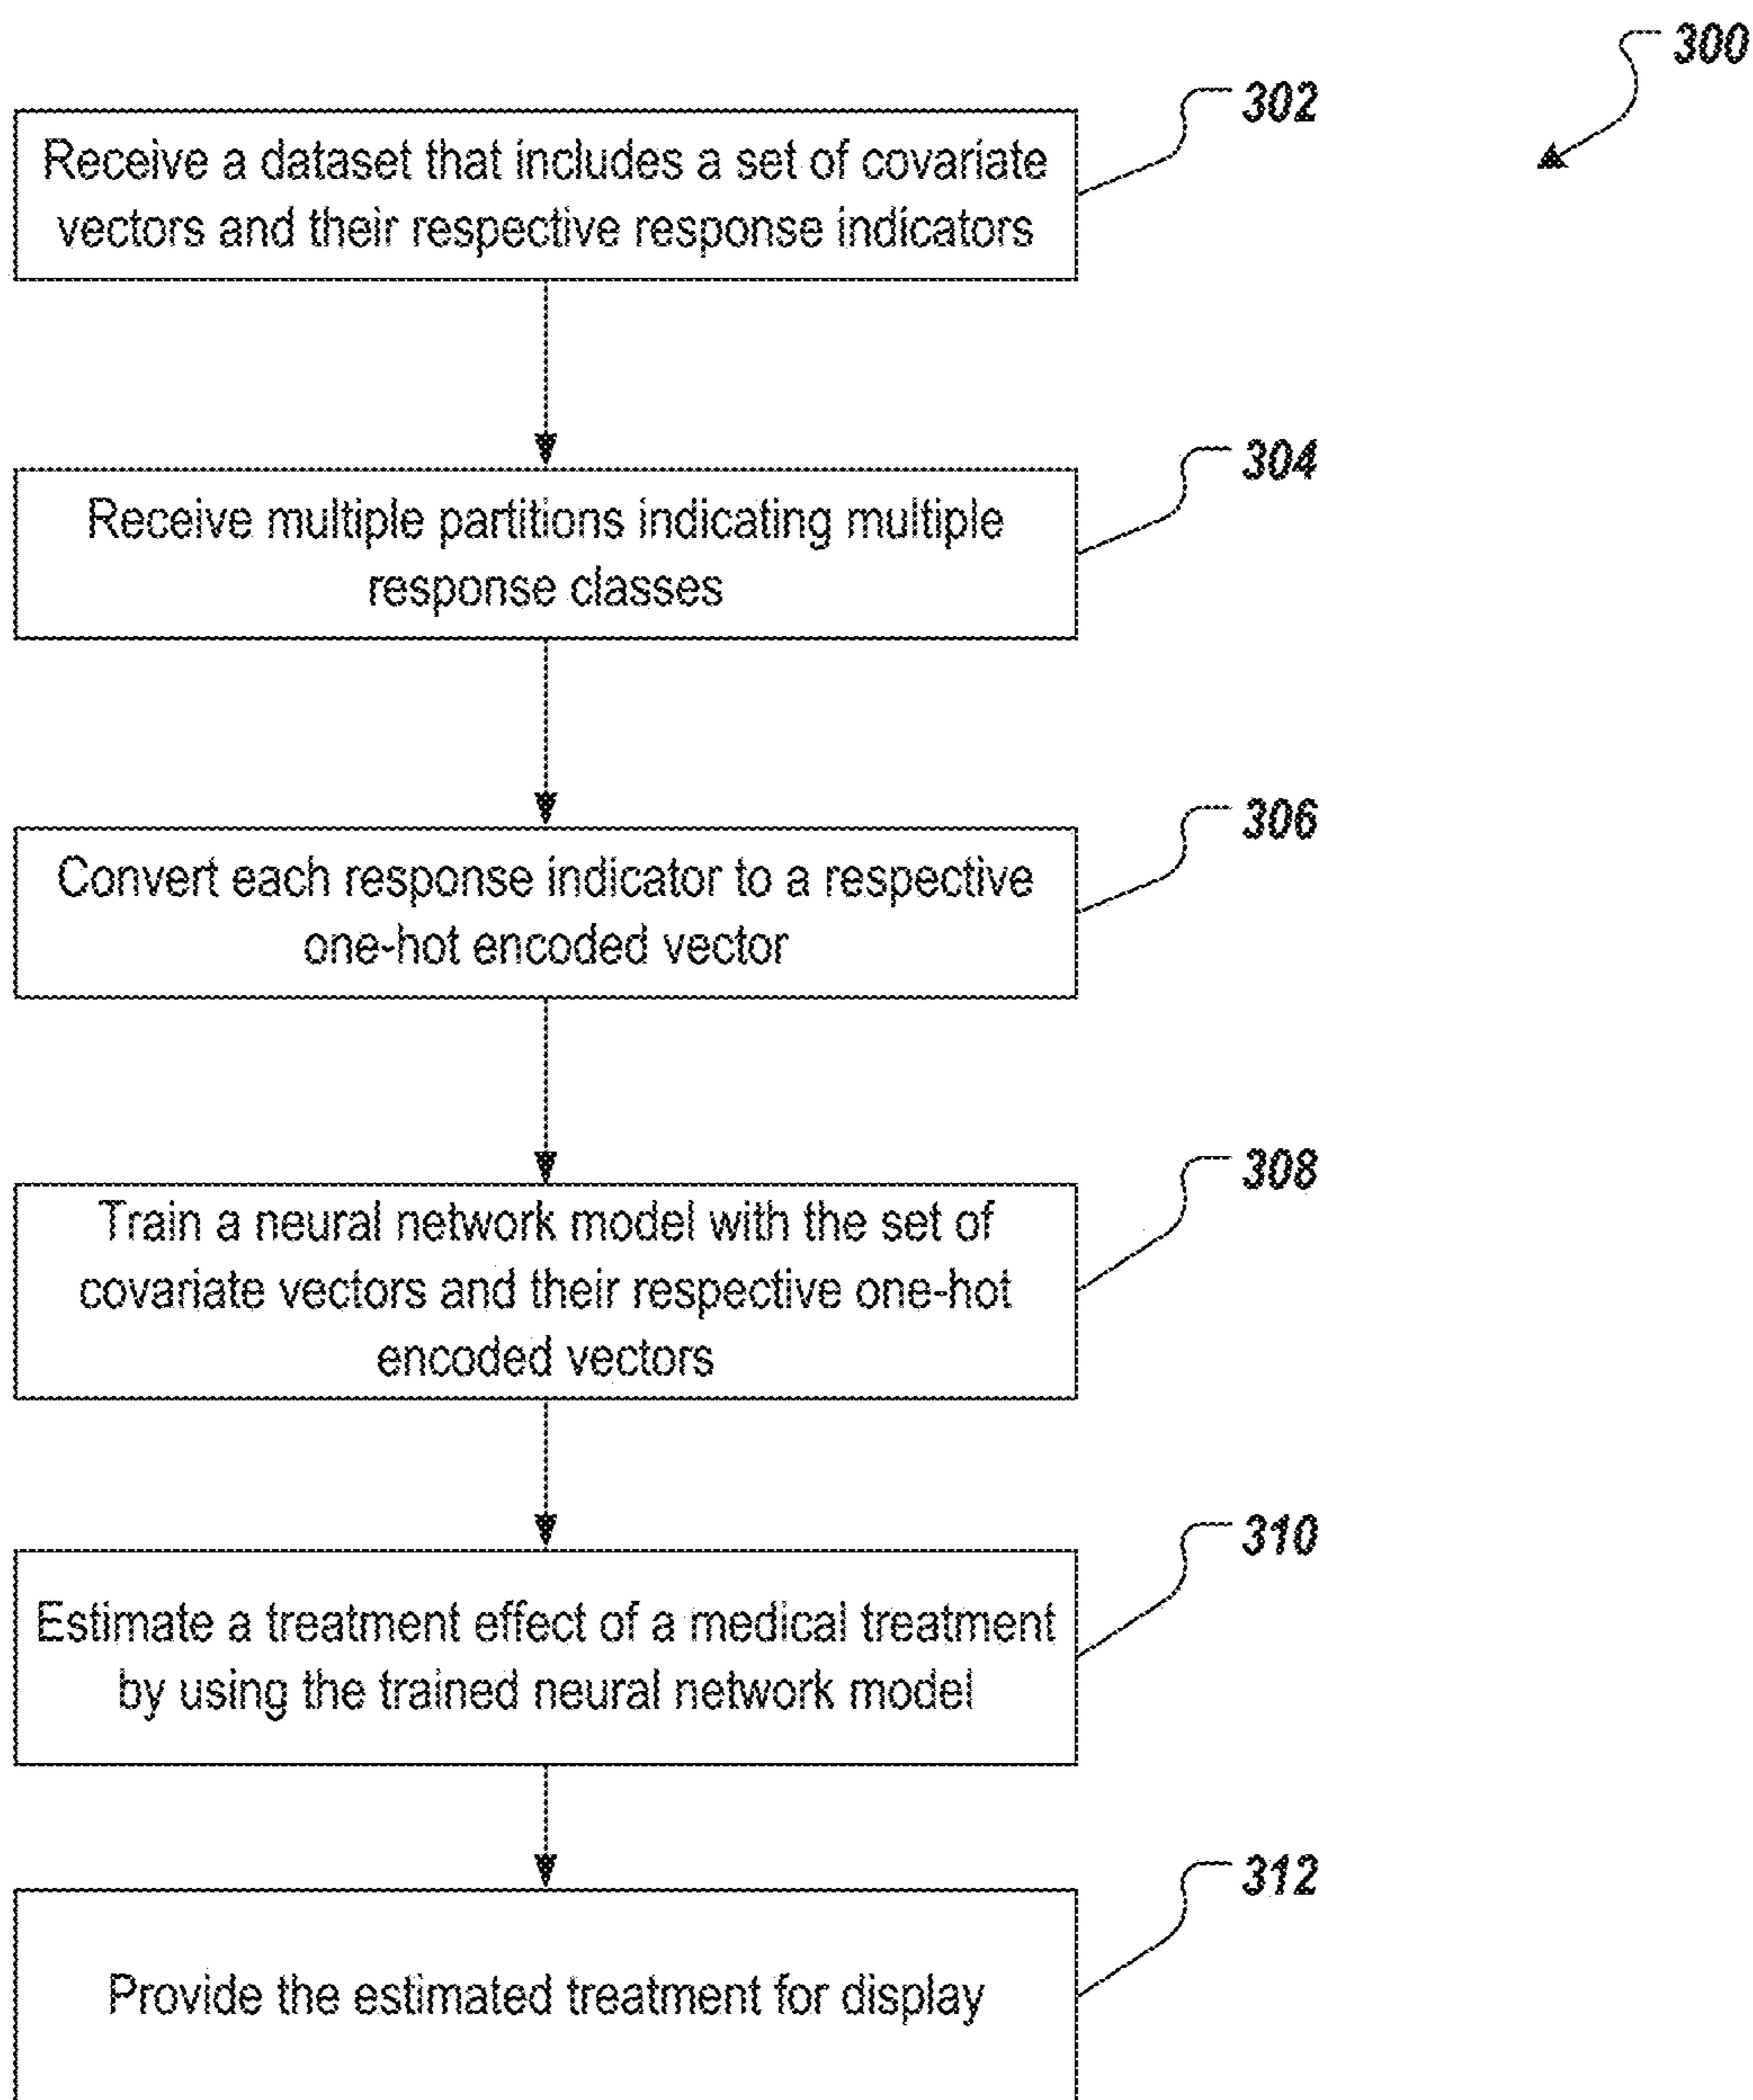 300
302
Receive a dataset that includes a set of covariate
vectors and their respective response indicators
304
Receive multiple partitions indicating multiple
response classes
306
Convert each response indicator to a respective
one-hot encoded vector
308
Train a neural network model with the set of
covariate vectors and their respective one-hot
encoded vectors
310
Estimate a treatment effect of a medical treatment
by using the trained neural network model
312
Provide the estimated treatment for display